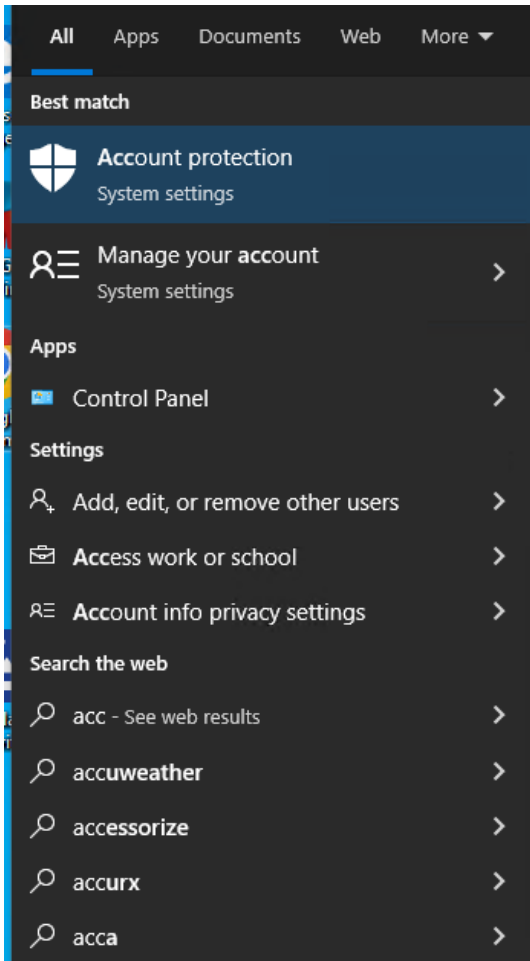 All Apps Documents Web More
Best match
Account protection
System settings
Manage your account
System settings
Apps
Control Panel
Settings
Add, edit, or remove other users
Access work or school
Account info privacy settings
Search the web
acc - See web results
accuweather
accessorize
accurx
acca